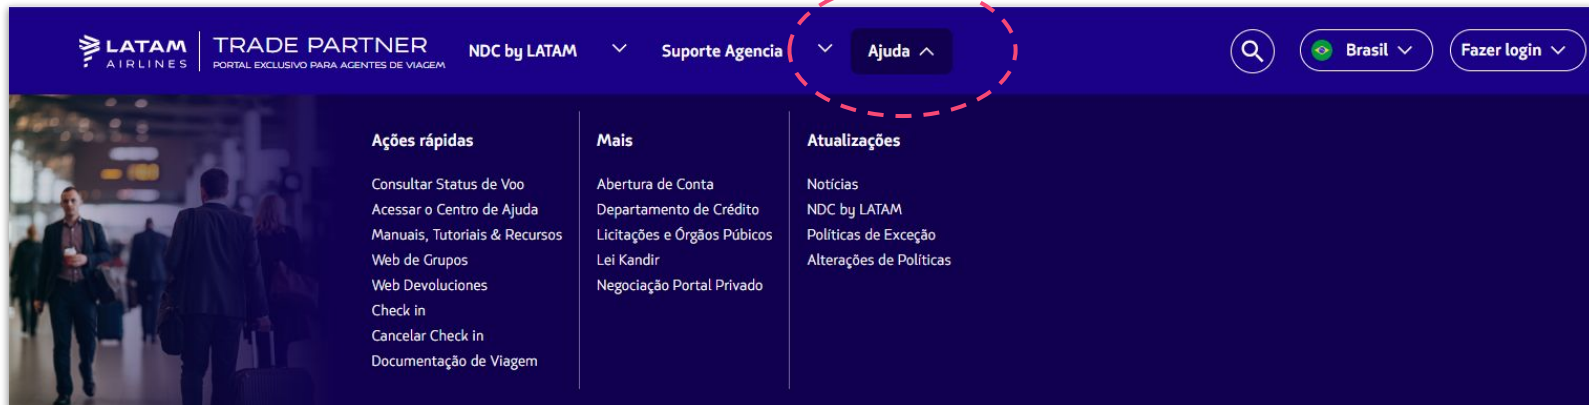 LATAM
AIRLINES
TRADE PARTNER
PORTAL EXCLUSIVO PARA AGENTES DE VIAGEM
NDC by LATAM
Suporte Agencia
Ajuda
Brasil
Fazer login
Ações rápidas
Consultar Status de Voo
Acessar o Centro de Ajuda
Manuais, Tutoriais & Recursos
Web de Grupos
Web Devoluciones
Check in
Cancelar Check in
Documentação de Viagem
Mais
Abertura de Conta
Departamento de Crédito
Licitações e Órgãos Púbicos
Lei Kandir
Negociação Portal Privado
Atualizações
Notícias
NDC by LATAM
Políticas de Exceção
Alterações de Políticas